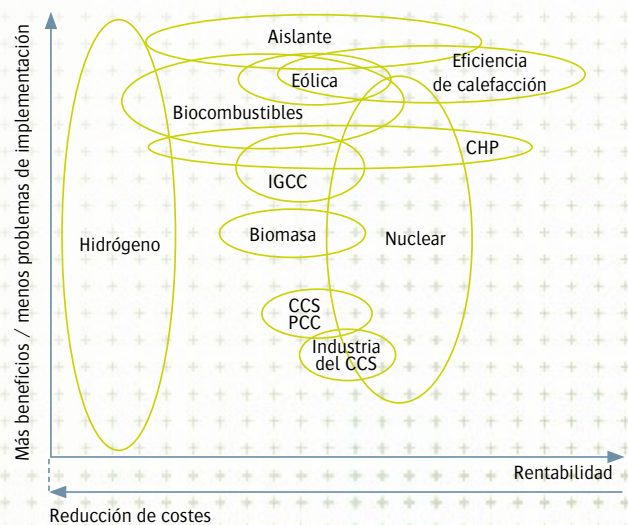 Más beneficios / menos problemas de implementación
Aislante
Eficiencia
de calefacción
Eólica
Biocombustibles
CHP
IGCC
Biomasa
Nuclear
Hidrógeno
CCS
PCC
Industria
del CCS
Rentabilidad
Reducción de costes